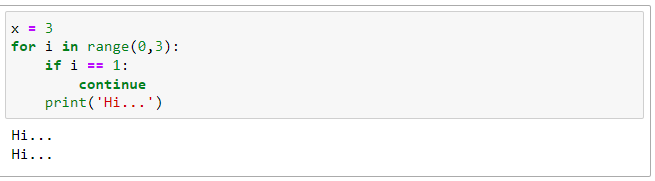 x = 3
for i in range(0,3):
    if i == 1:
        continue
    print('Hi...')
Hi...
Hi...